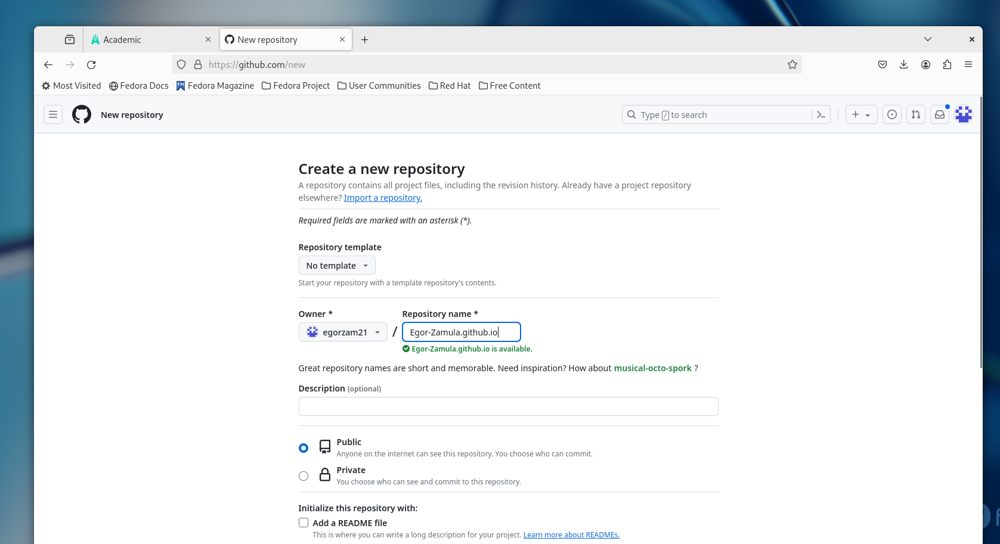 Academic
New repository
https://github.com/new
Most Visited
Fedora Docs
Fedora Magazine
Fedora Project
User Communities
Red Hat
Free Content
New repository
Type / to search
Create a new repository
A repository contains all project files, including the revision history. Already have a project repository
elsewhere? Import a repository.
Required fields are marked with an asterisk (*).
Repository template
No template
Start your repository with a template repository's contents.
Owner *
Repository name *
egorzam21
/
Egor-Zamula.github.io
Egor-Zamula.github.io is available.
Great repository names are short and memorable. Need inspiration? How about musical-octo-spork ?
Description (optional)
Public
Anyone on the internet can see this repository. You choose who can commit.
Private
You choose who can see and commit to this repository.
Initialize this repository with:
Add a README file
This is where you can write a long description for your project. Learn more about READMEs.